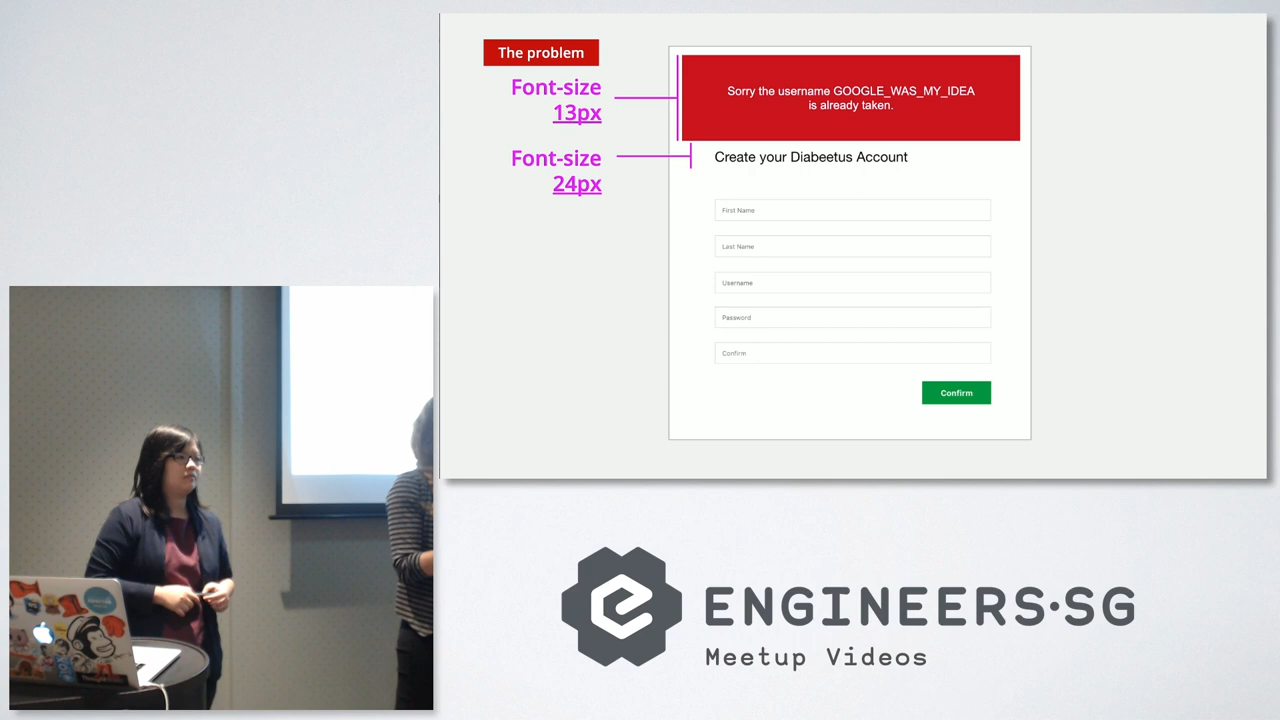 The problem
Font-size
13px
Font-size
24px
Sorry the username GOOGLE_WAS_MY_IDEA
is already taken.
Create your Diabeetus Account
First Name
Last Name
Username
Password
Confirm
Confirm
ENGINEERS·SG
Meetup Videos